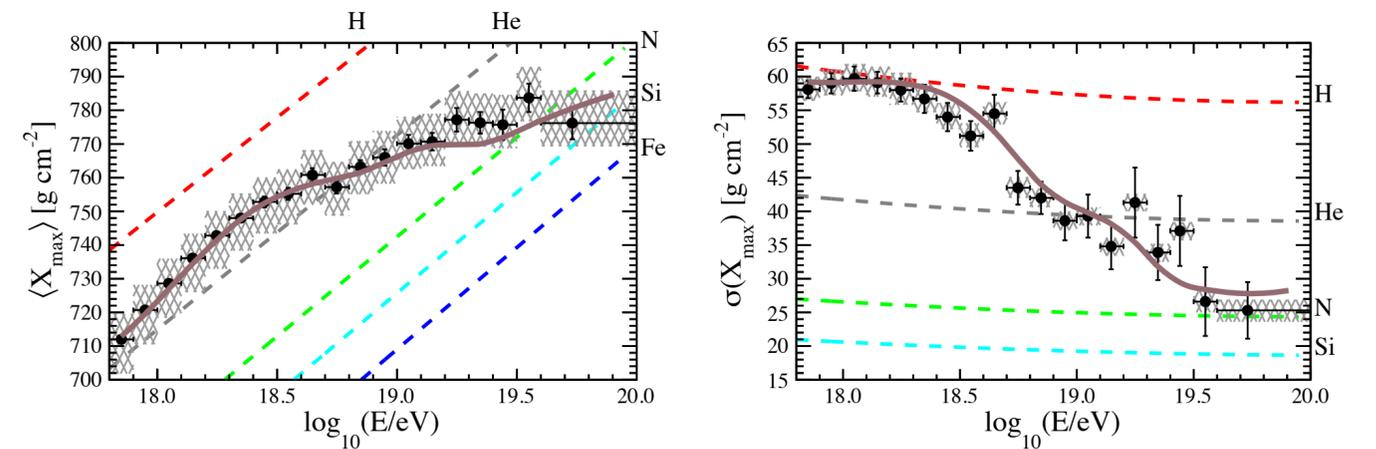 H He
800 N
790
780 Si
770 Fe
760
750
740
730
720
710
700
⟨X_max⟩ [g cm⁻²]
18.0 18.5 19.0 19.5 20.0
log₁₀(E/eV)
65
60 H
55
50
45
40 He
35
30
25 N
20 Si
15
σ(X_max) [g cm⁻²]
18.0 18.5 19.0 19.5 20.0
log₁₀(E/eV)